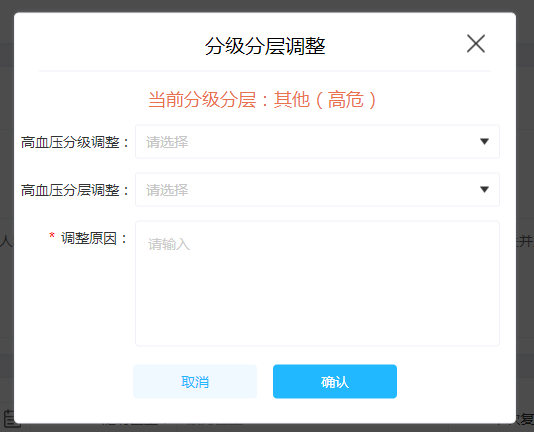 分级分层调整
当前分级分层：其他（高危）
高血压分级调整：
请选择
高血压分层调整：
请选择
* 调整原因：
请输入
取消
确认